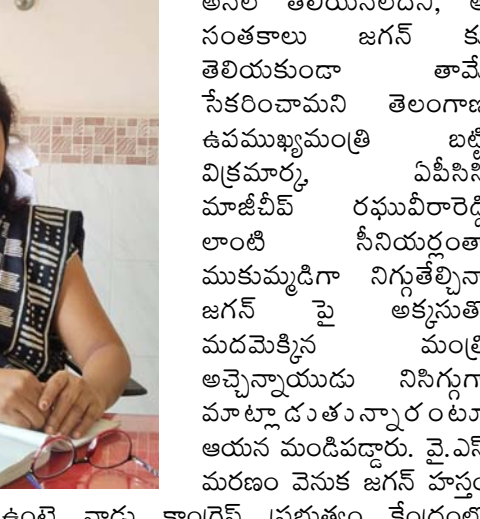 సంతకాలు జగన్ కు
తెలియకుండా తామే
సేకరించామని తెలంగాణ
ఉపముఖ్యమంత్రి బట్టి
విక్రమార్క, ఏపీసిసి
మాజీచీప్ రఘువీరారెడ్డి
లాంటి సీనియర్లంతా
ముకుమ్మడిగా నిగ్గుతేల్చినా
జగన్ పై అక్కసుతో
మదమెక్కిన మంత్రి
అచ్చెన్నాయుడు నిసిగ్గుగా
మాట్లాడుతున్నారంటూ
ఆయన మండిపడ్డారు. వై.ఎస్
మరణం వెనుక జగన్ హస్తం